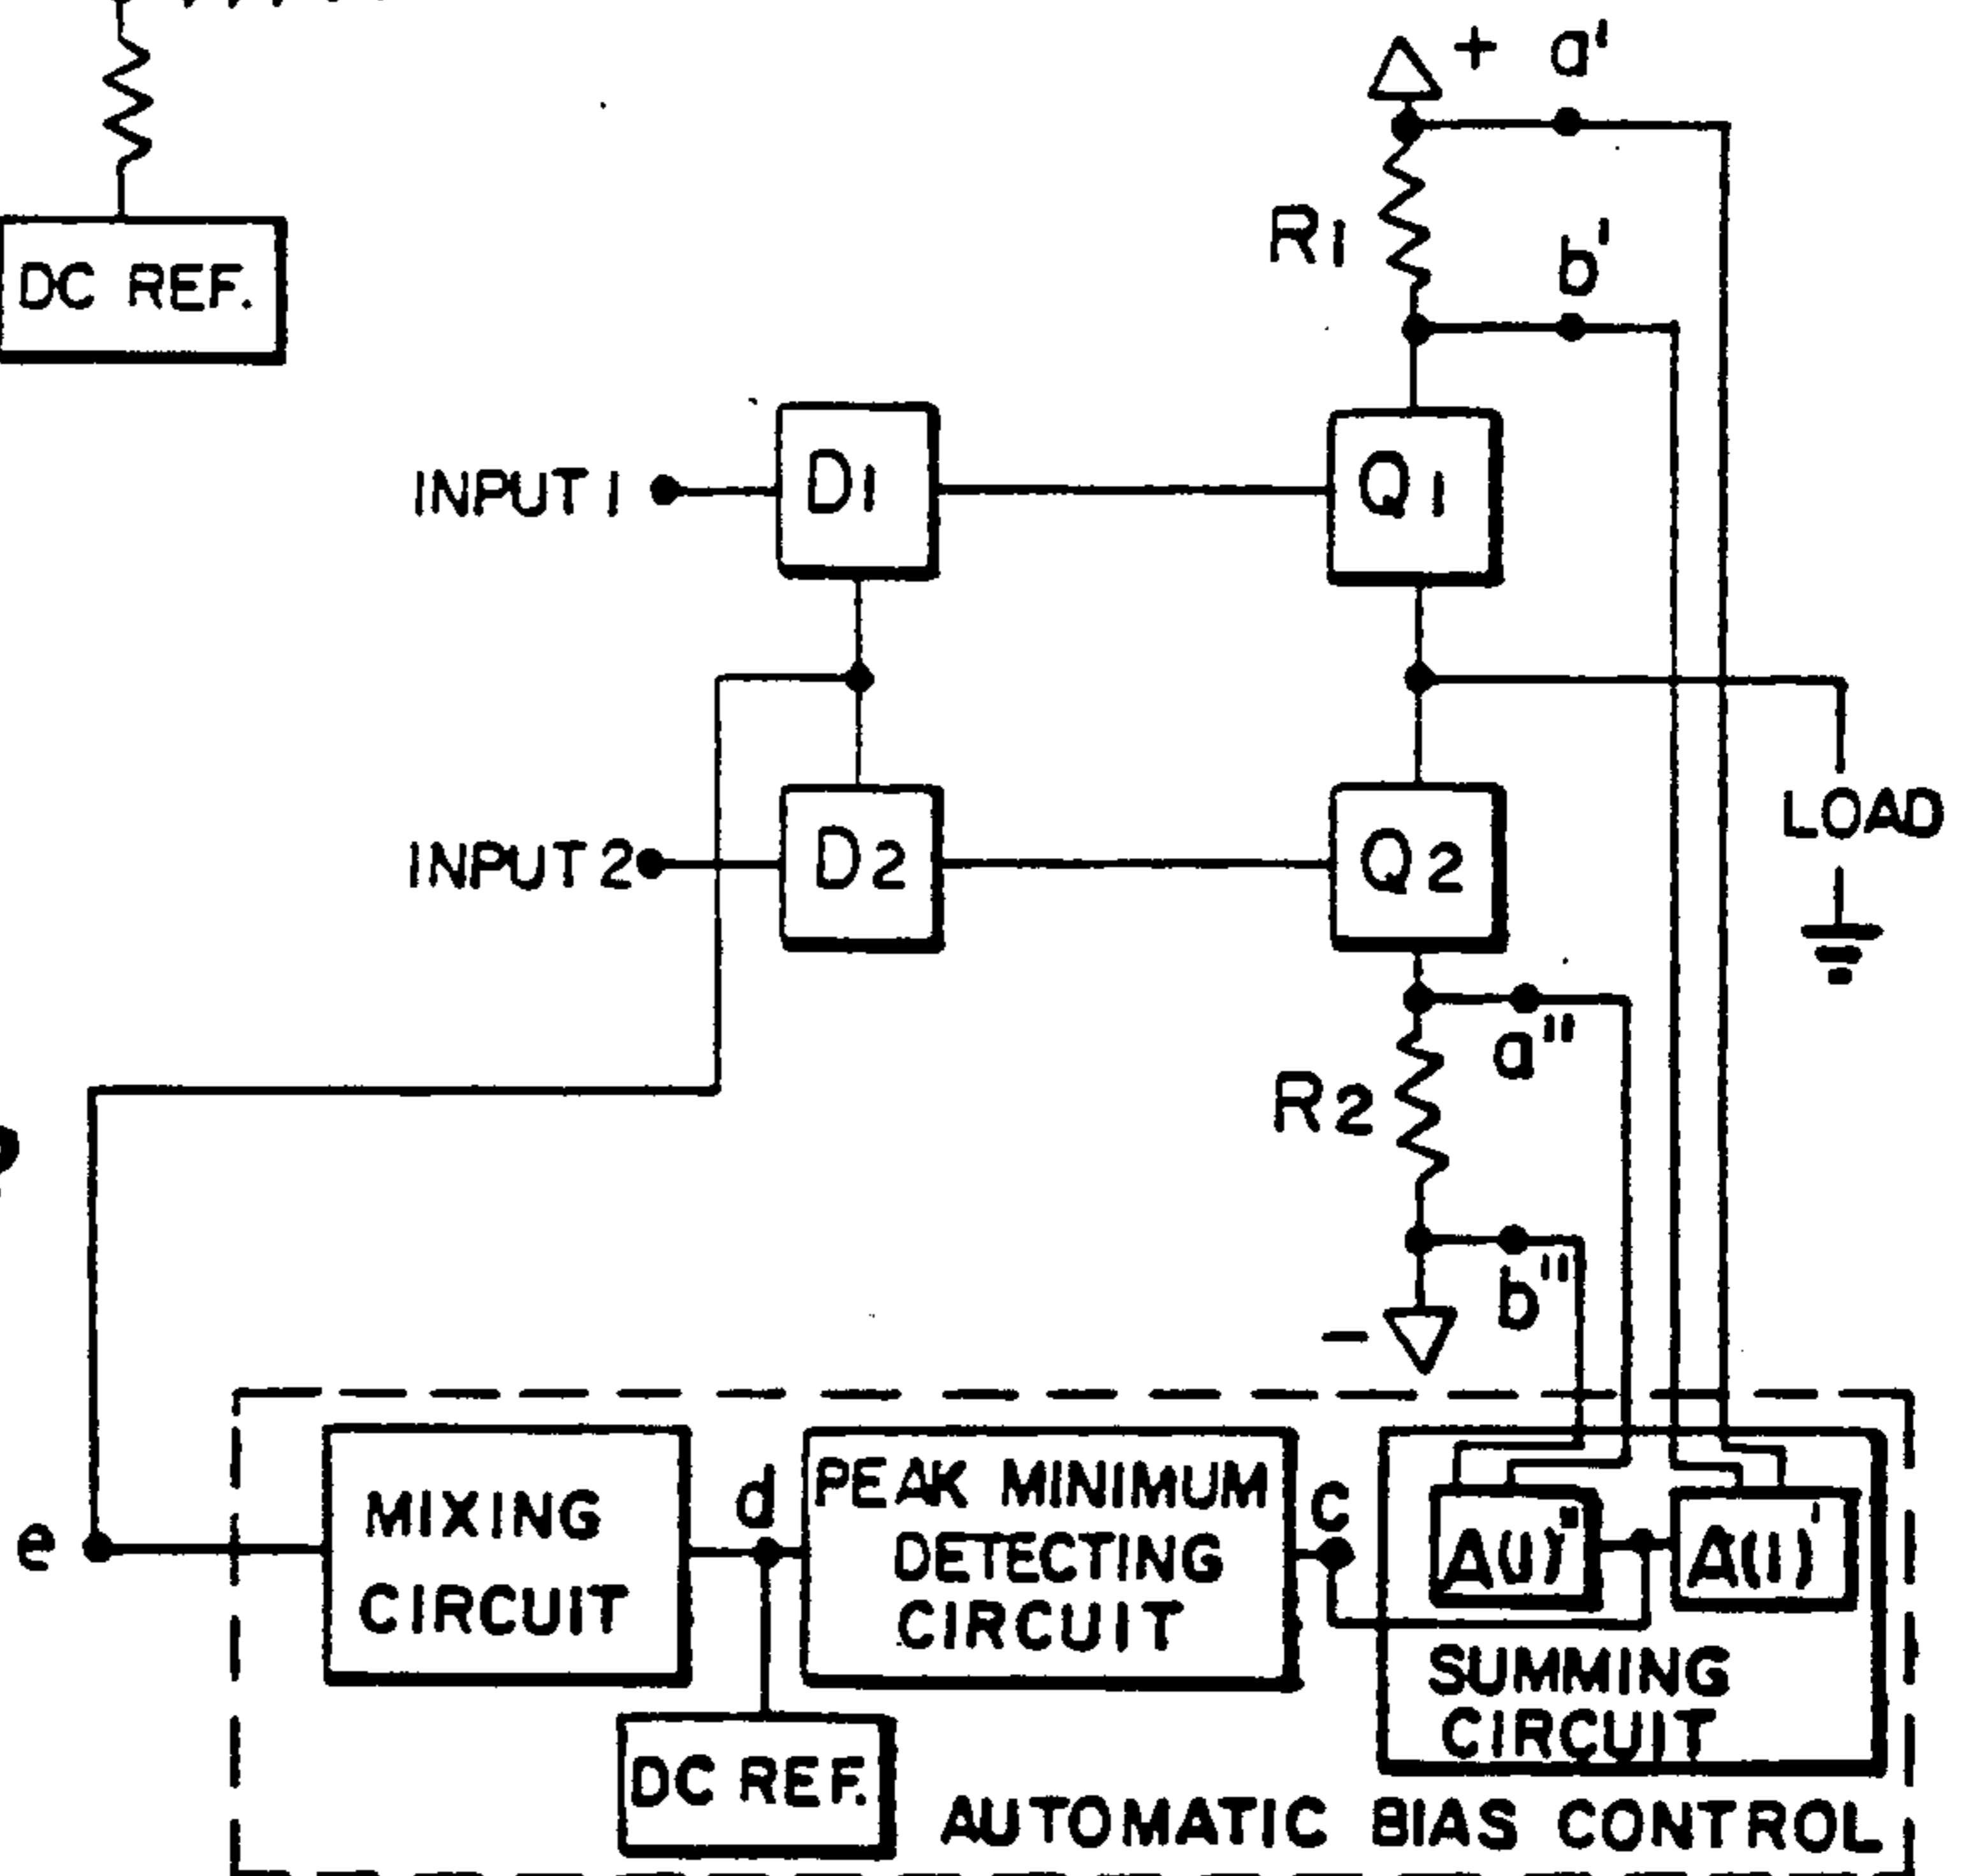 + a'
R1
b'
DC REF.
INPUT 1
D1
Q1
LOAD
INPUT 2
D2
Q2
a"
R2
b"
-
e
MIXING
CIRCUIT
d
PEAK MINIMUM
DETECTING
CIRCUIT
C
A(I)"
A(I)'
SUMMING
CIRCUIT
DC REF.
AUTOMATIC BIAS CONTROL